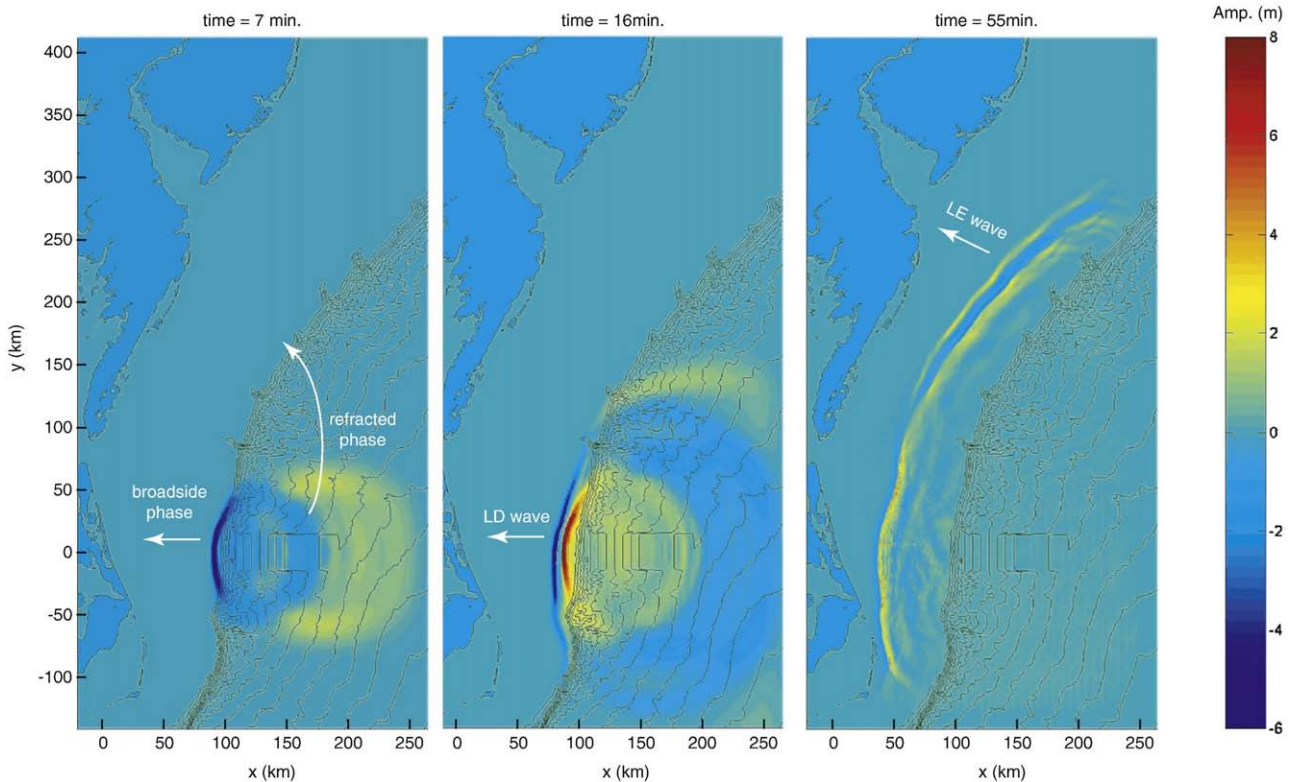 time = 7 min.
time = 16min.
time = 55min.
Amp. (m)
400
350
300
250
200
150
100
50
0
-50
-100
y (km)
refracted
phase
broadside
phase
LD wave
LE wave
8
6
4
2
0
-2
-4
-6
0 50 100 150 200 250
0 50 100 150 200 250
0 50 100 150 200 250
x (km)
x (km)
x (km)